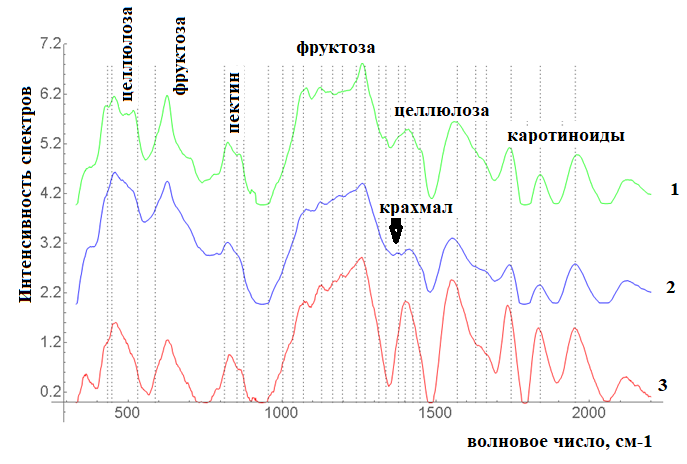 фруктоза
целлюлоза
фруктоза
пектин
целлюлоза
каротиноиды
крахмал
Интенсивность спектров
7.2
6.2
5.2
4.2
3.2
2.2
1.2
0.2
1
2
3
500
1000
1500
2000
волновое число, см-1